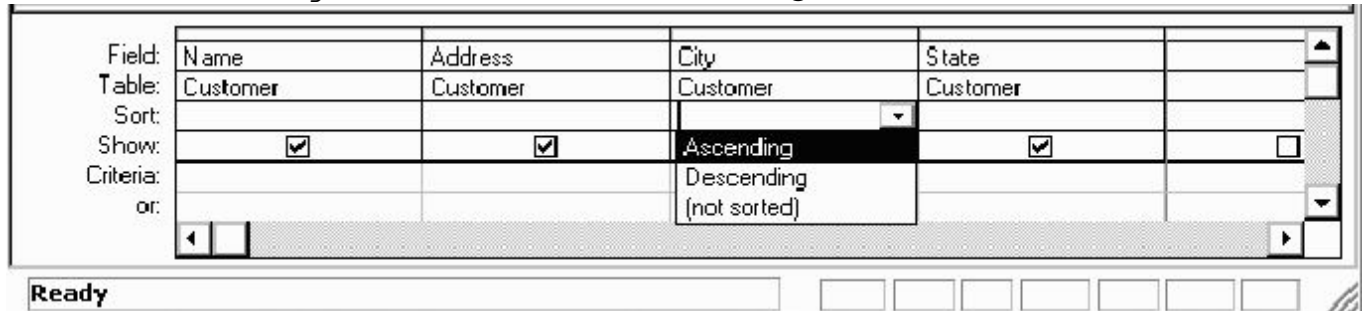 Field: Name Address City State
Table: Customer Customer Customer Customer
Sort:
Show: Ascending
Criteria: Descending
or: (not sorted)
Ready